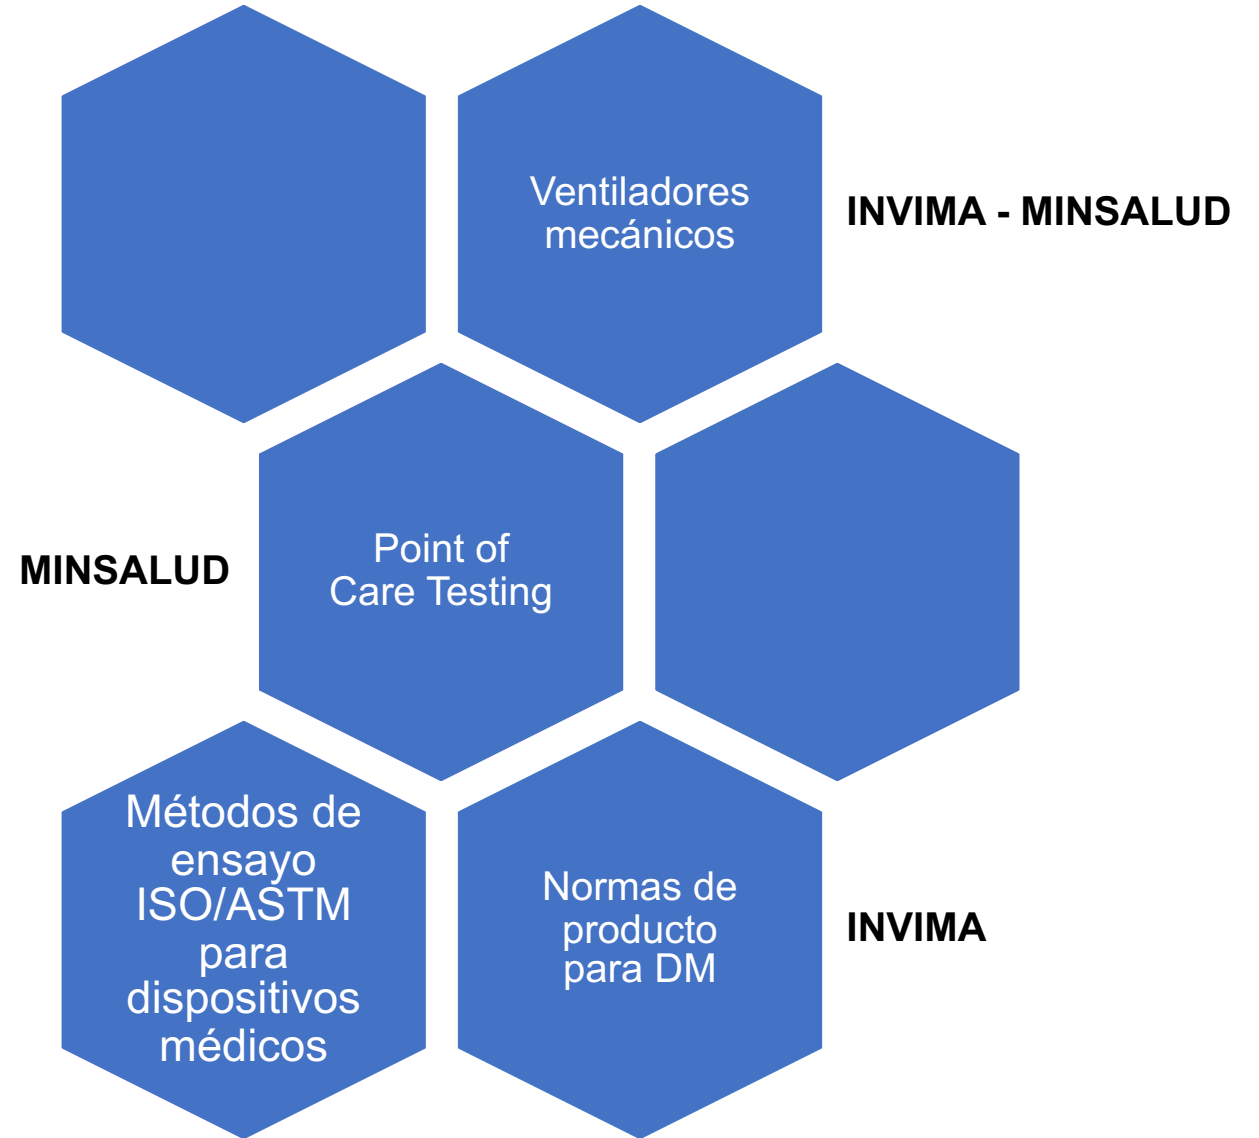 Ventiladores
mecánicos
INVIMA - MINSALUD
MINSALUD
Point of
Care Testing
Métodos de
ensayo
ISO/ASTM
para
dispositivos
médicos
Normas de
producto
para DM
INVIMA